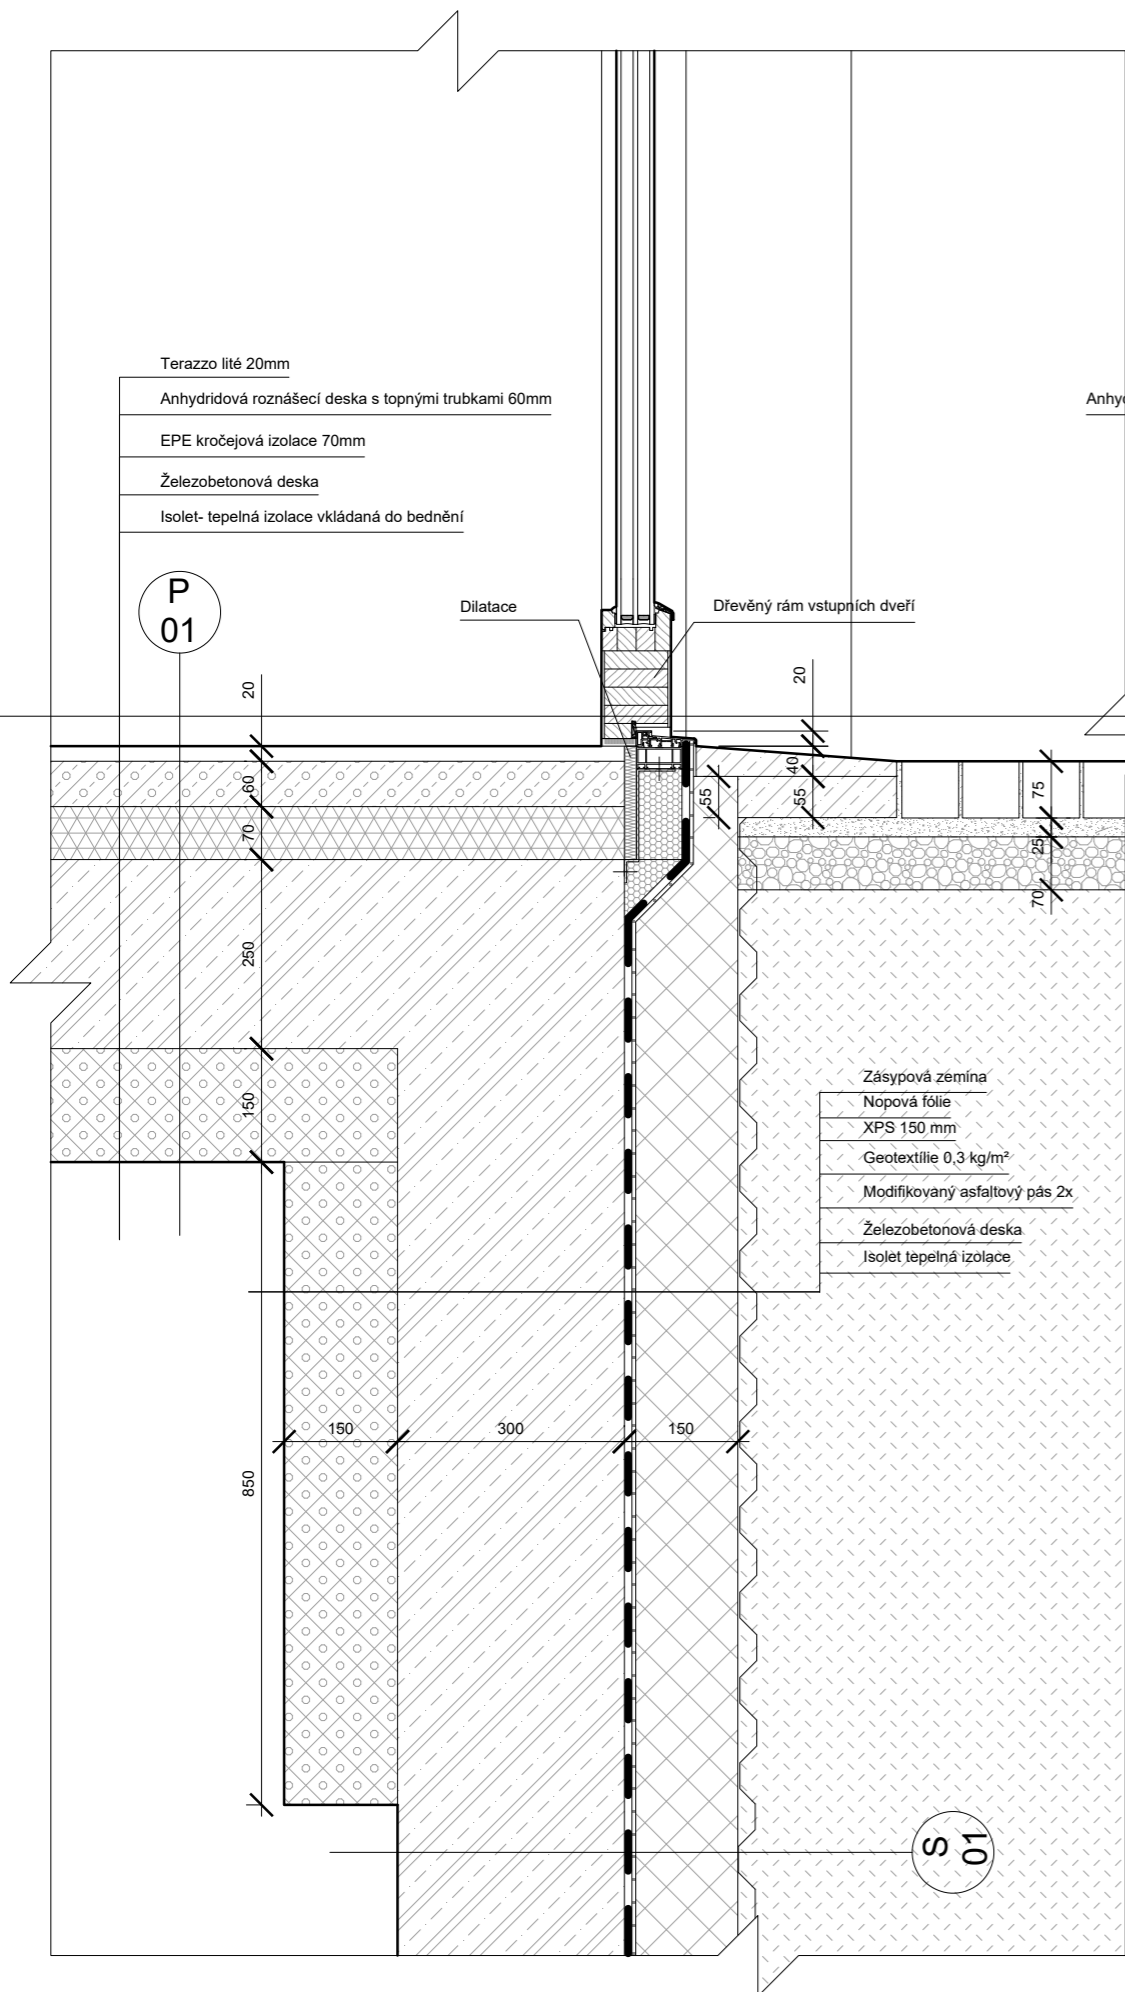 Terazzo lité 20mm
Anhydridová roznášecí deska s topnými trubkami 60mm
EPE kročejová izolace 70mm
Železobetonová deska
Isolet- tepelná izolace vkládaná do bednění
Anhy
P
01
Dilatace
Dřevěný rám vstupních dveří
20
60
70
250
150
850
20
40
55
55
75
25
70
Zásypová zemina
Nopová fólie
XPS 150 mm
Geotextílie 0,3 kg/m²
Modifikovaný asfaltový pás 2x
Železobetonová deska
Isolet tepelná izolace
150
300
150
S
01